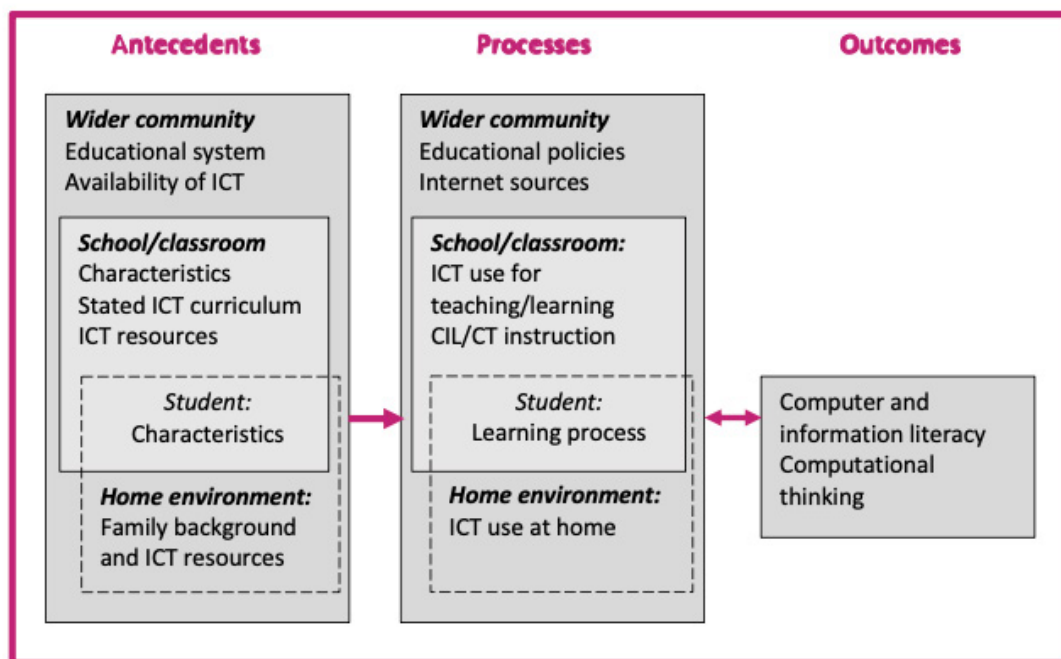 Antecedents
Processes
Outcomes
Wider community
Educational system
Availability of ICT
School/classroom
Characteristics
Stated ICT curriculum
ICT resources
Student:
Characteristics
Home environment:
Family background
and ICT resources
Wider community
Educational policies
Internet sources
School/classroom:
ICT use for
teaching/learning
CIL/CT instruction
Student:
Learning process
Home environment:
ICT use at home
Computer and
information literacy
Computational
thinking